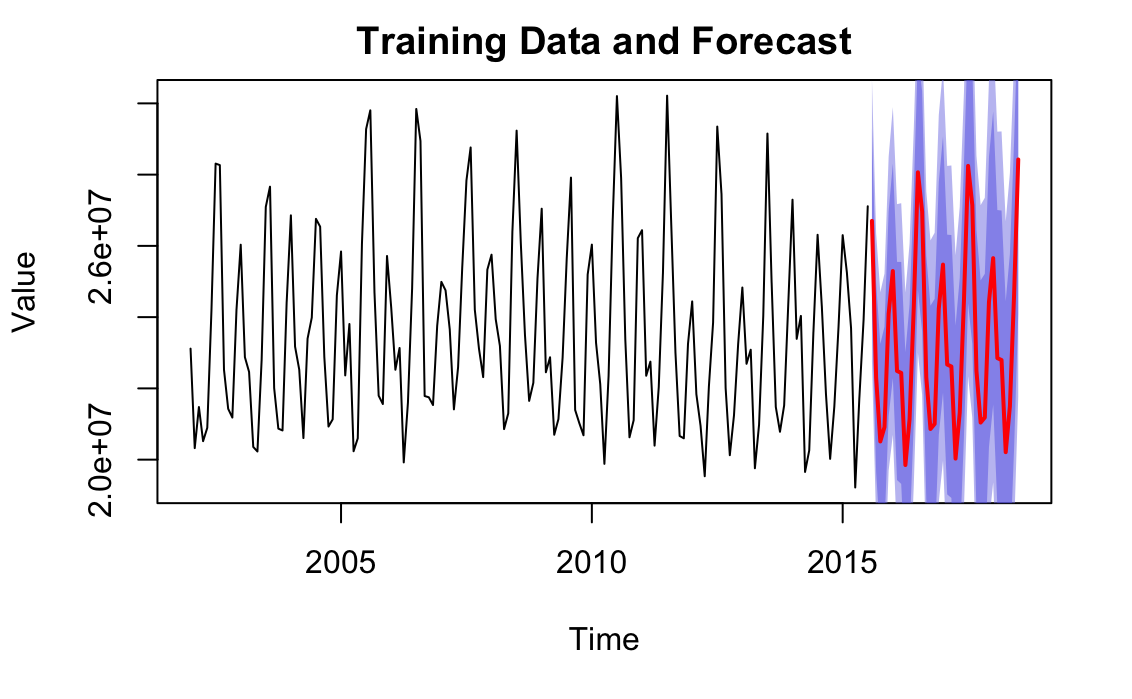 Training Data and Forecast
Value
2.6e+07
2.0e+07
2005 2010 2015
Time